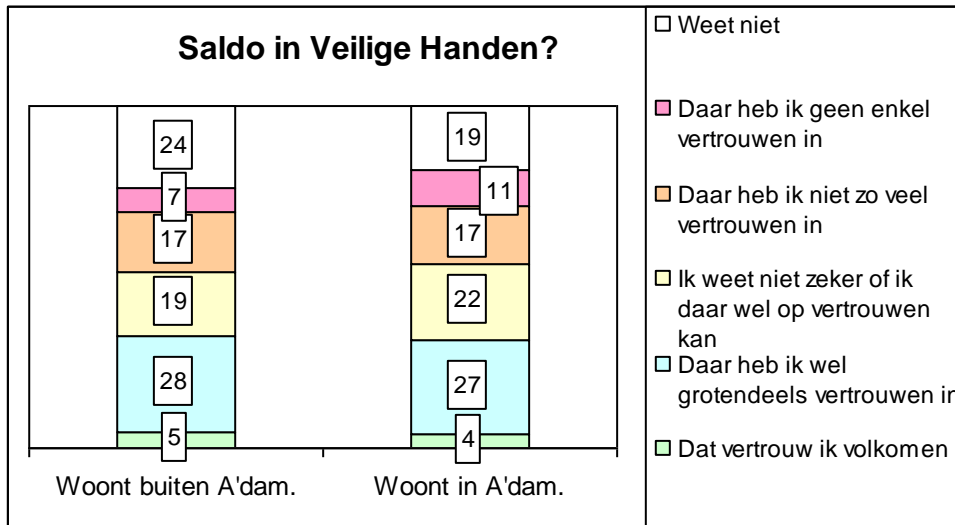 Saldo in Veilige Handen?
24
7
17
19
28
5
19
11
17
22
27
4
Woont buiten A'dam.
Woont in A'dam.
Weet niet
Daar heb ik geen enkel
vertrouwen in
Daar heb ik niet zo veel
vertrouwen in
Ik weet niet zeker of ik
daar wel op vertrouwen
kan
Daar heb ik wel
grotendeels vertrouwen in
Dat vertrouw ik volkomen